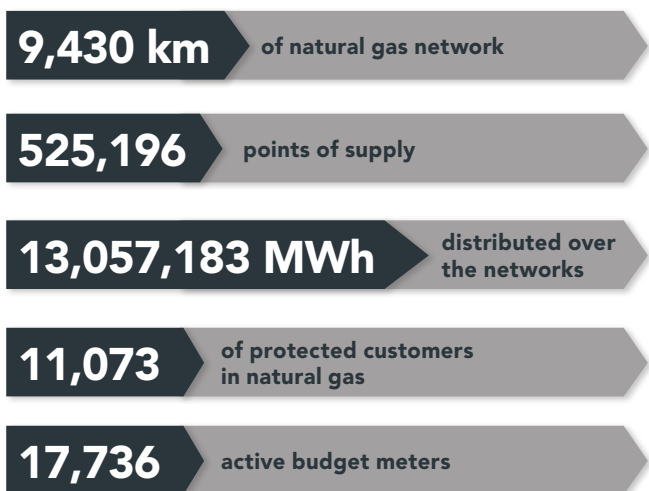 9,430 km of natural gas network
525,196 points of supply
13,057,183 MWh distributed over
the networks
11,073 of protected customers
in natural gas
17,736 active budget meters